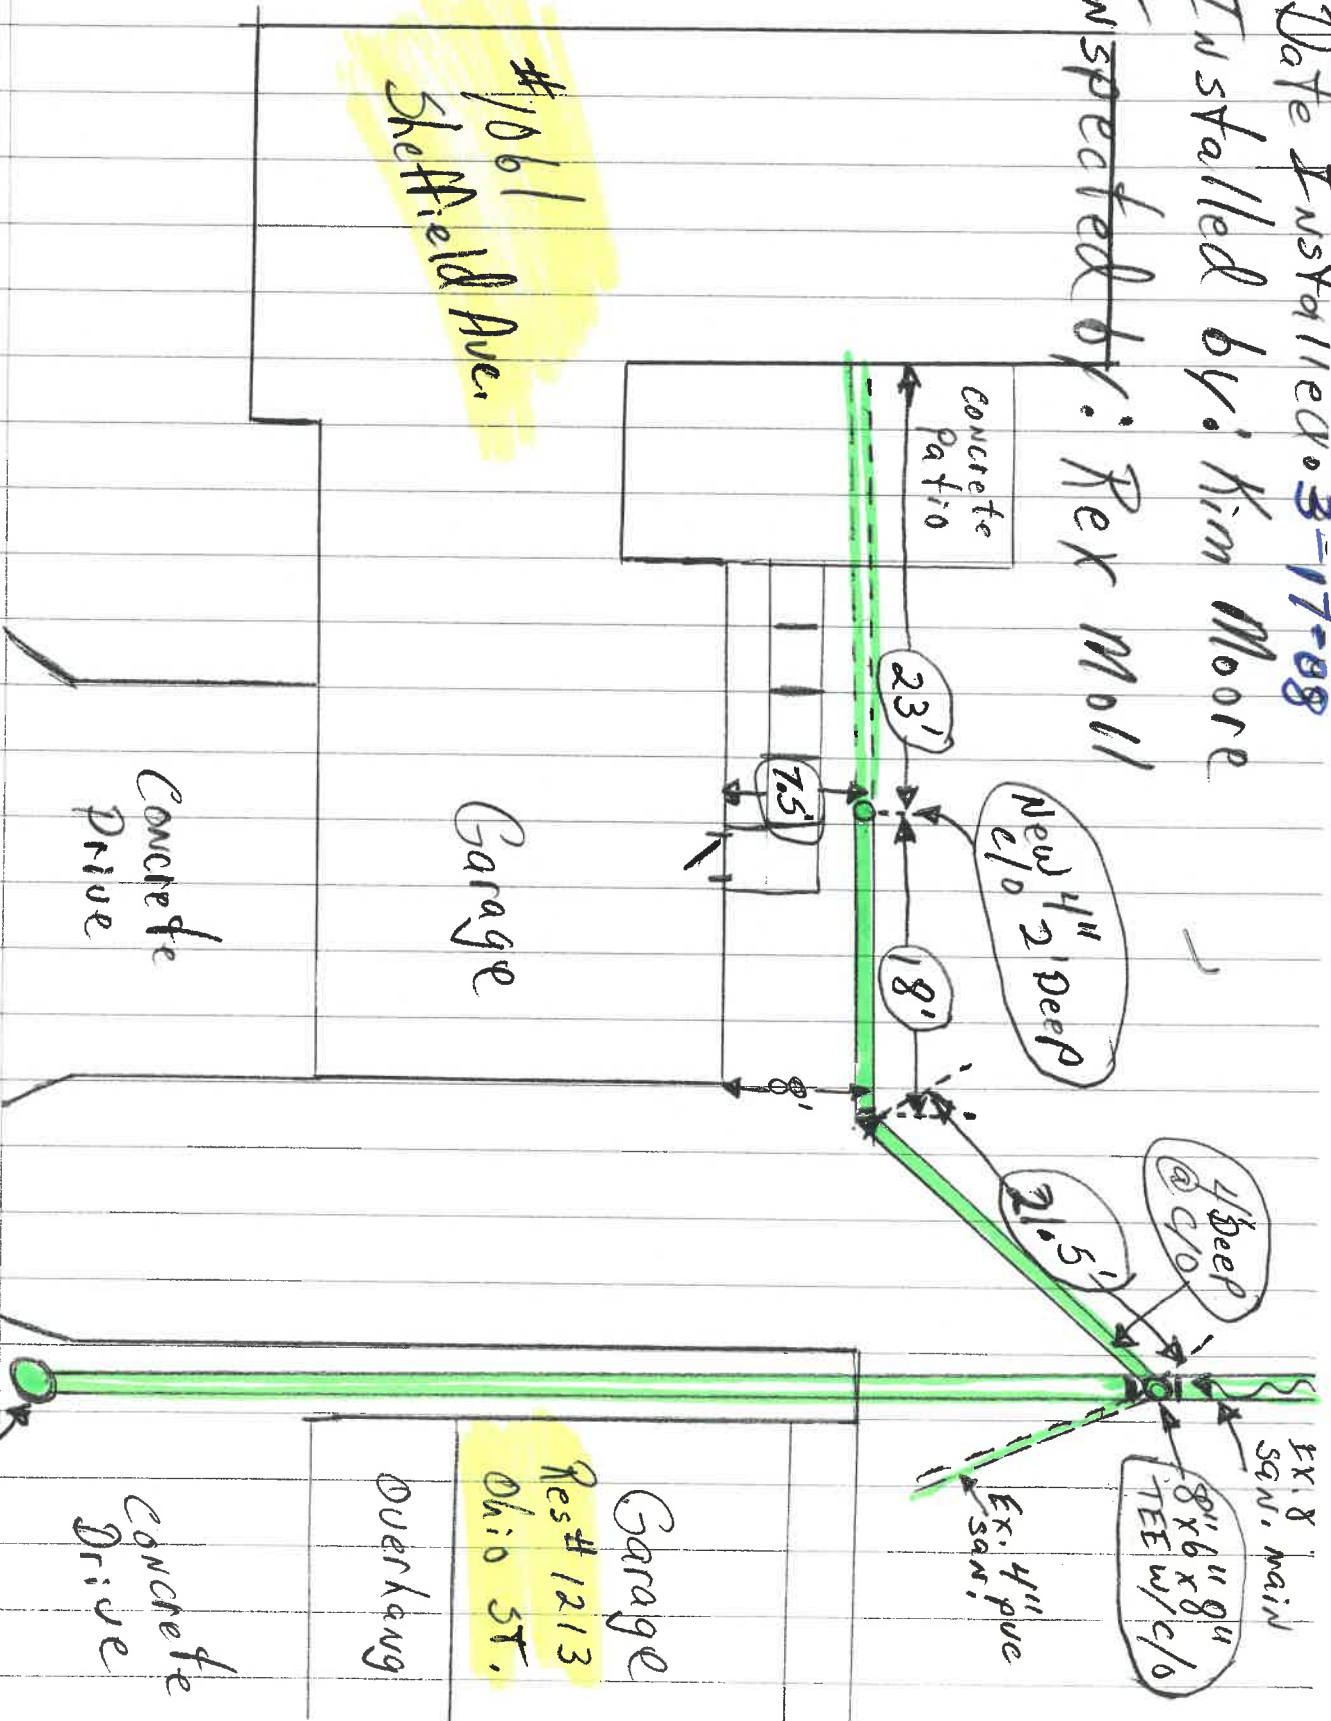 Date Installed: 3-17-08
Installed by: Kim Moore
Inspected by: Rex Moll
#1061
Sheffield Ave.
Concrete
Patio
23'
7.5'
New 4"
c/o 2' Deep
18'
8'
21.5'
4' Deep
@ c/o
Ex. 8
San. main
8" x 6" x 8"
TEE w/ c/o
Ex. 4" pvc
san.
Garage
Concrete
Drive
Garage
Res# 1213
Ohio ST.
Overhang
Concrete
Drive